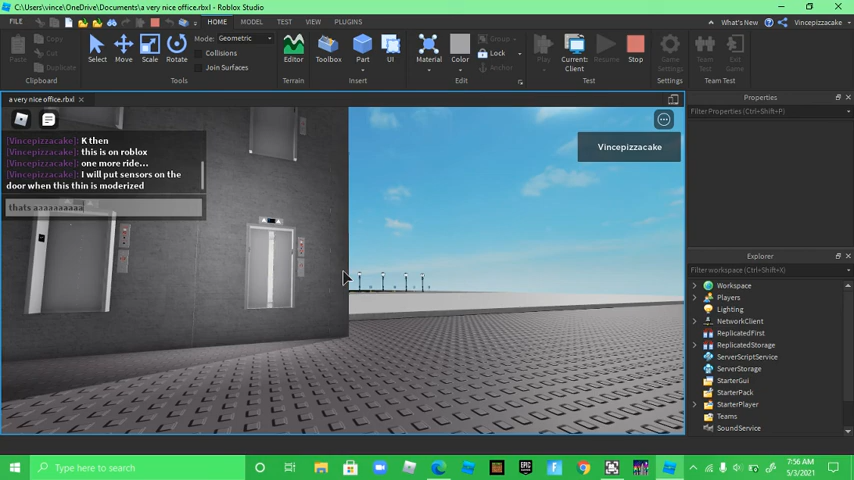 C:\Users\vince\OneDrive\Documents\a very nice office.rbxl - Roblox Studio
FILE HOME MODEL TEST VIEW PLUGINS What's New Vincepizzacake
Copy
Cut
Paste Duplicate
Clipboard
Select Move Scale Rotate
Mode: Geometric
Collisions
Join Surfaces
Tools
Editor
Terrain
Toolbox Part UI
Insert
Material Color
Group
Lock
Anchor
Edit
Play Current: Client Resume Stop
Test
Game Settings
Settings
Team Test Exit Game
Team Test
a very nice office.rbxl
[Vincepizzacake]: K then
[Vincepizzacake]: this is on roblox
[Vincepizzacake]: one more ride...
[Vincepizzacake]: I will put sensors on the
door when this thin is moderized
thats aaaaaaaaaa
Vincepizzacake
Properties
Filter Properties (Ctrl+Shift+P)
Explorer
Filter workspace (Ctrl+Shift+X)
Workspace
Players
Lighting
NetworkClient
ReplicatedFirst
ReplicatedStorage
ServerScriptService
ServerStorage
StarterGui
StarterPack
StarterPlayer
Teams
SoundService
Type here to search
EPIC
7:56 AM
5/3/2021